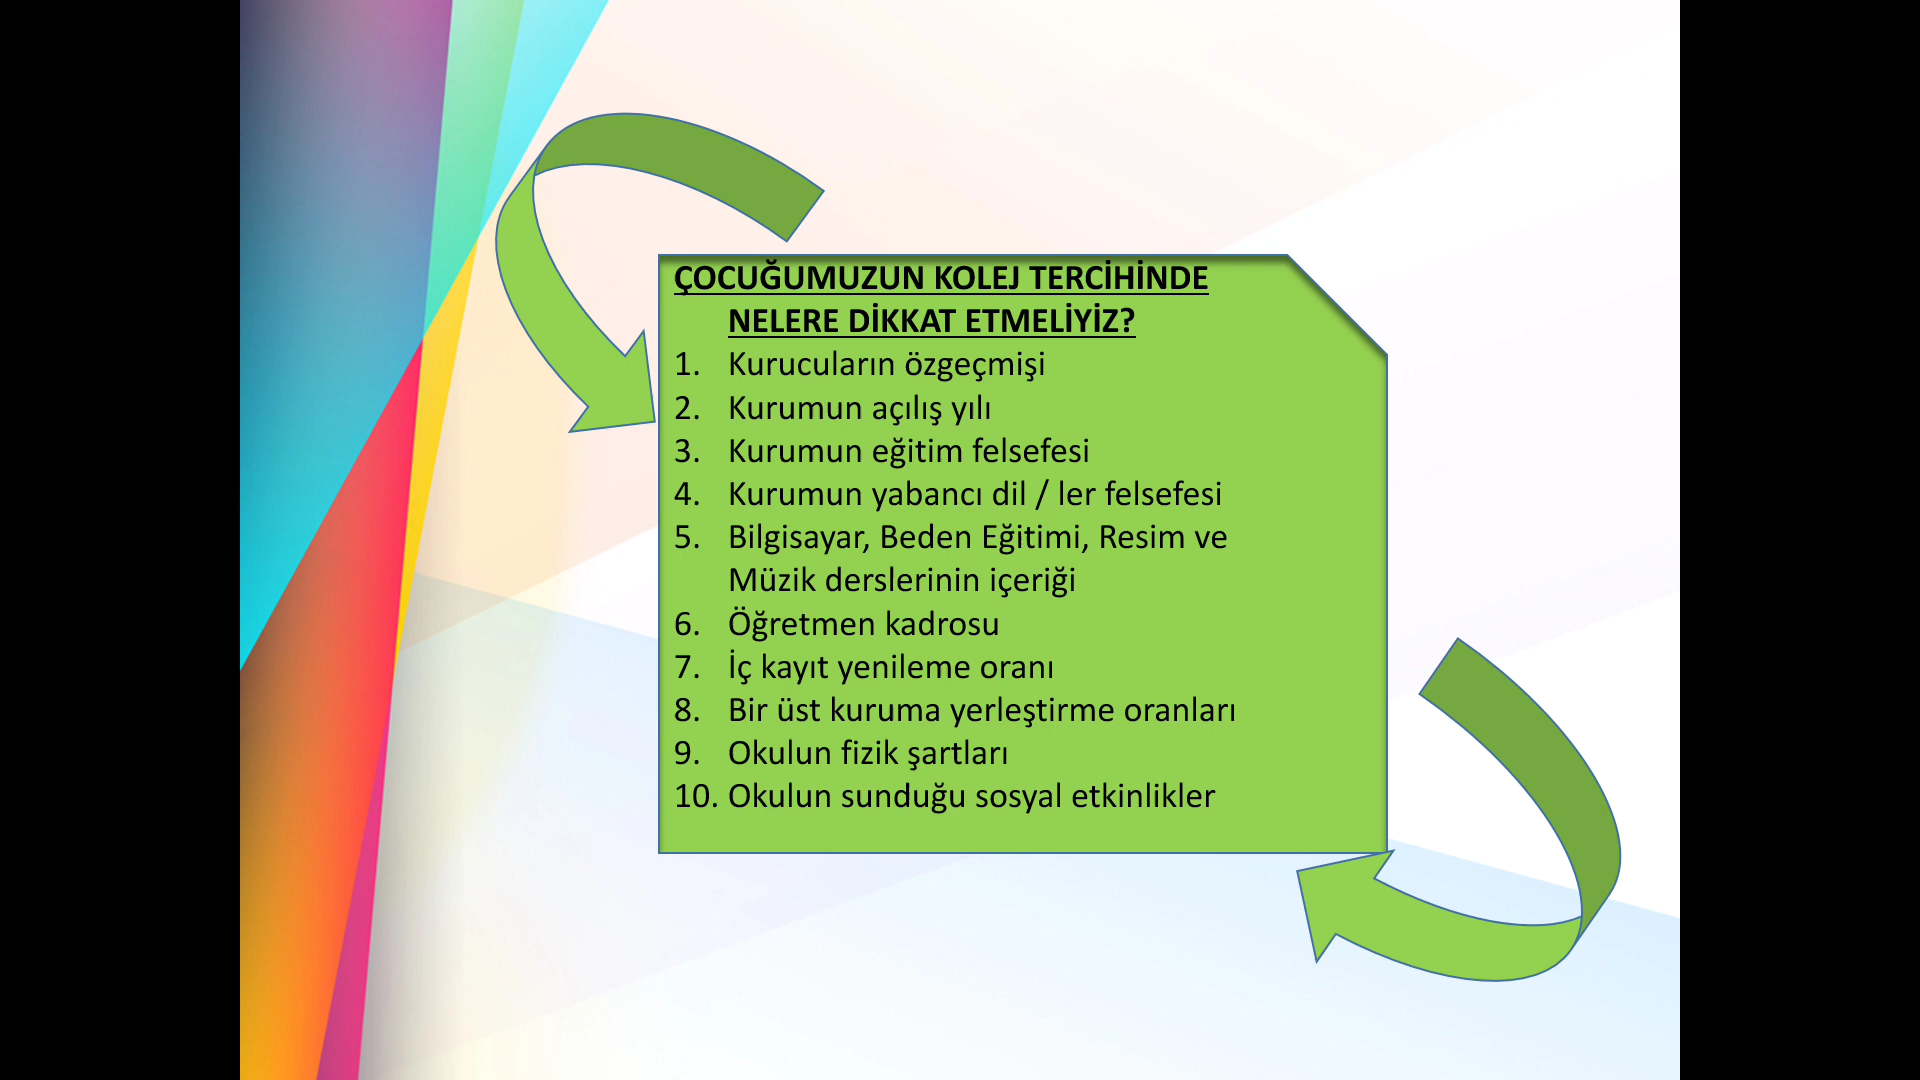 ÇOCUĞUMUZUN KOLEJ TERCİHİNDE
NELERE DİKKAT ETMELİYİZ?
1. Kurucuların özgeçmişi
2. Kurumun açılış yılı
3. Kurumun eğitim felsefesi
4. Kurumun yabancı dil / ler felsefesi
5. Bilgisayar, Beden Eğitimi, Resim ve
Müzik derslerinin içeriği
6. Öğretmen kadrosu
7. İç kayıt yenileme oranı
8. Bir üst kuruma yerleştirme oranları
9. Okulun fizik şartları
10. Okulun sunduğu sosyal etkinlikler